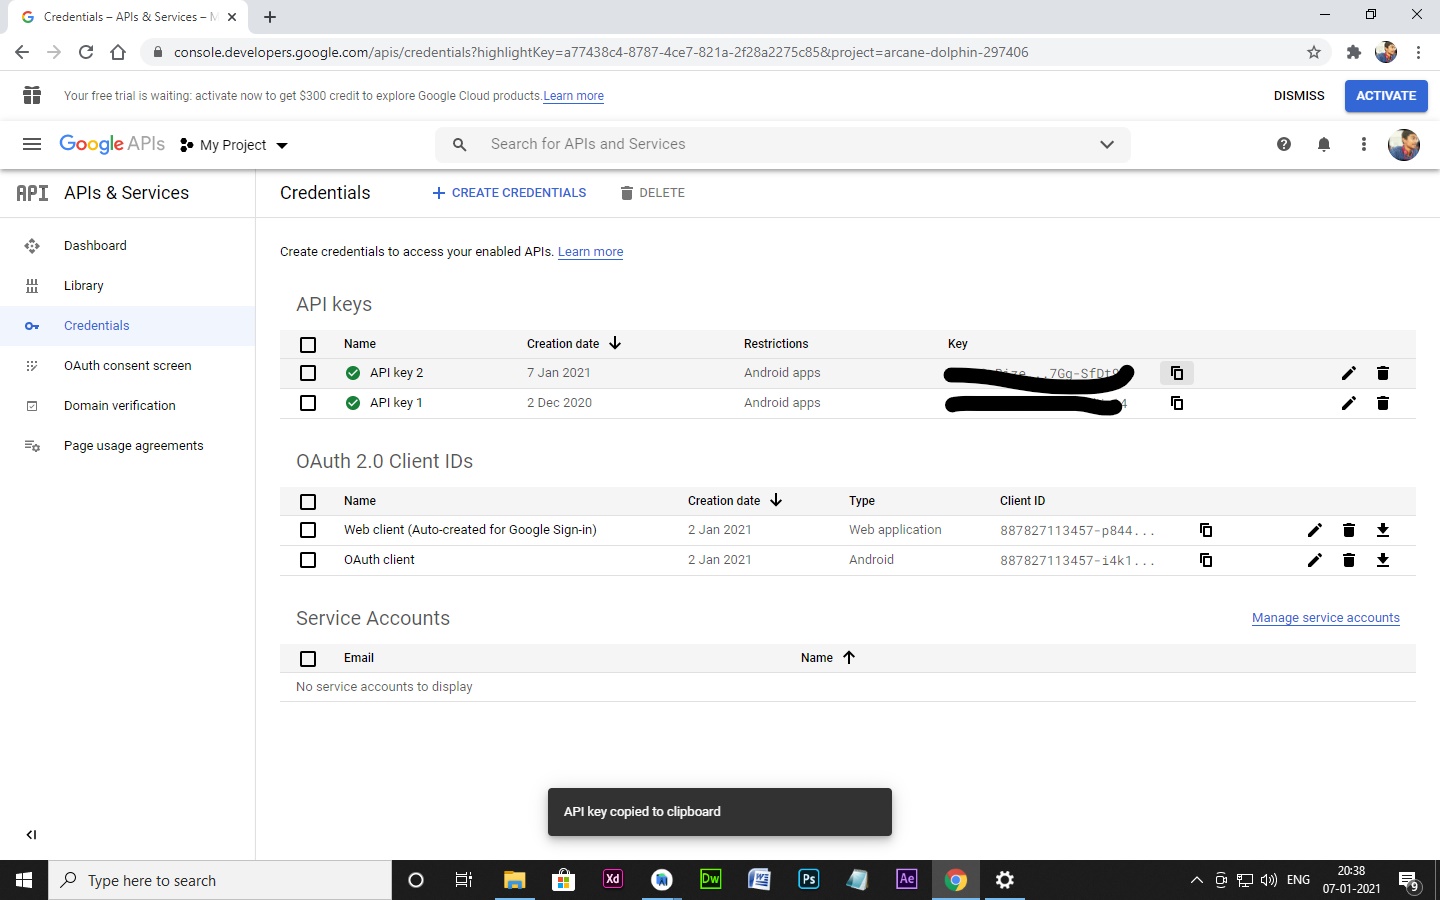 Credentials – APIs & Services – M
console.developers.google.com/apis/credentials?highlightKey=a77438c4-8787-4ce7-821a-2f28a2275c85&project=arcane-dolphin-297406
Your free trial is waiting: activate now to get $300 credit to explore Google Cloud products. Learn more
DISMISS
ACTIVATE
Google APIs
My Project
Search for APIs and Services
API APIs & Services
Credentials
CREATE CREDENTIALS
DELETE
Dashboard
Library
Credentials
OAuth consent screen
Domain verification
Page usage agreements
Create credentials to access your enabled APIs. Learn more
API keys
Name Creation date Restrictions Key
API key 2 7 Jan 2021 Android apps
API key 1 2 Dec 2020 Android apps
OAuth 2.0 Client IDs
Name Creation date Type Client ID
Web client (Auto-created for Google Sign-in) 2 Jan 2021 Web application 887827113457-p844...
OAuth client 2 Jan 2021 Android 887827113457-i4k1...
Service Accounts
Manage service accounts
Email Name
No service accounts to display
API key copied to clipboard
Type here to search
Xd
Dw
Ps
Ae
ENG
20:38
07-01-2021
9